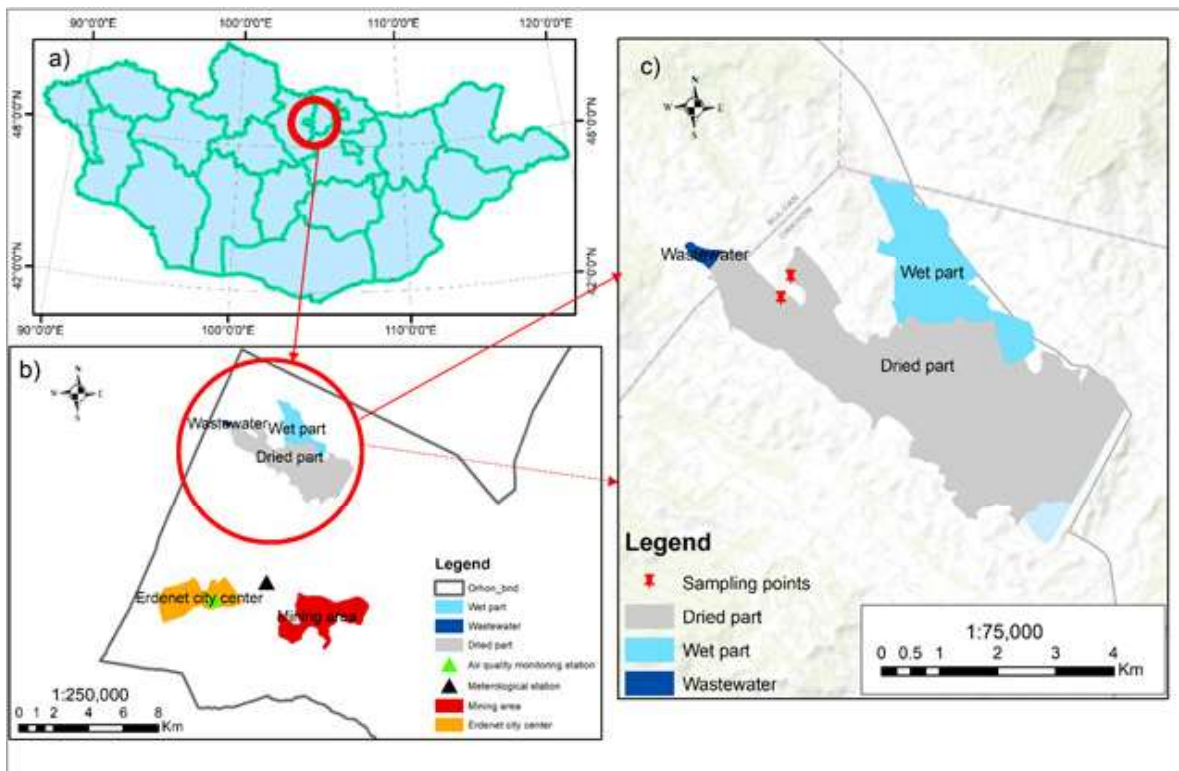 90°0'0"E
100°0'0"E
110°0'0"E
120°0'0"E
a)
48°0'0"N
48°0'0"N
42°0'0"N
42°0'0"N
90°0'0"E
100°0'0"E
110°0'0"E
b)
N
W
E
S
Wastewater
Wet part
Dried part
Erdenet city center
Mining area
Legend
Orhon_bnd
Wet part
Wastewater
Dried part
Air quality monitoring station
Meterological station
Mining area
Erdenet city center
1:250,000
0 1 2 4 6 8
Km
c)
N
W
E
S
BULGAN
ORKHON
Wastewater
Wet part
Dried part
Legend
Sampling points
Dried part
Wet part
Wastewater
1:75,000
0 0.5 1 2 3 4
Km